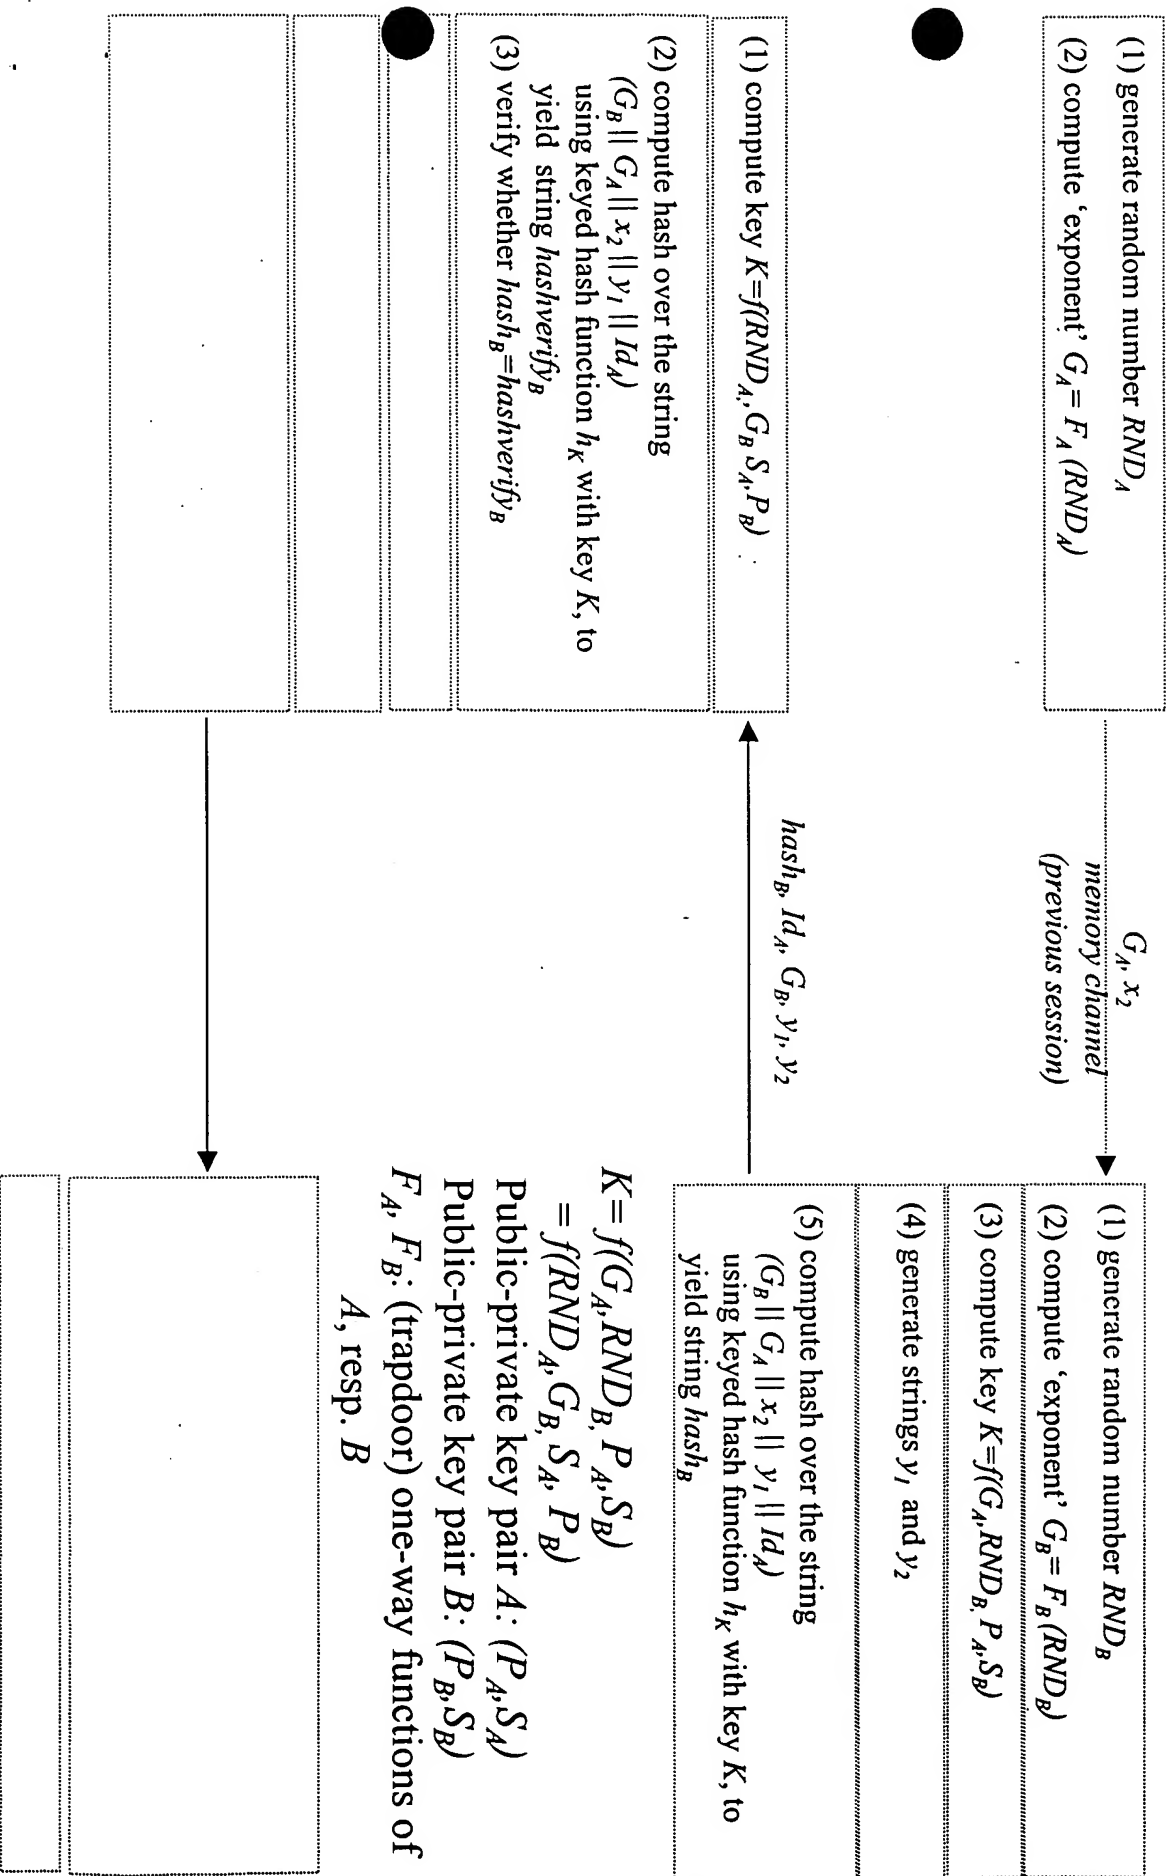 (1) generate random number RND_A
(2) compute ‘exponent’ G_A= F_A (RND_A)
G_A, x_2
memory channel
(previous session)
(1) generate random number RND_B
(2) compute ‘exponent’ G_B= F_B (RND_B)
(3) compute key K=f(G_A,RND_B, P_A,S_B)
(4) generate strings y_1 and y_2
(5) compute hash over the string
(G_B || G_A || x_2 || y_1 || Id_A)
using keyed hash function h_K with key K, to
yield string hash_B
hash_B, Id_A, G_B, y_1, y_2
(1) compute key K=f(RND_A,G_B S_A,P_B)
(2) compute hash over the string
(G_B || G_A || x_2 || y_1 || Id_A)
using keyed hash function h_K with key K, to
yield string hashverify_B
(3) verify whether hash_B=hashverify_B
K= f(G_A,RND_B, P_A,S_B)
= f(RND_A,G_B, S_A, P_B)
Public-private key pair A: (P_A,S_A)
Public-private key pair B: (P_B,S_B)
F_A, F_B: (trapdoor) one-way functions of
A, resp. B